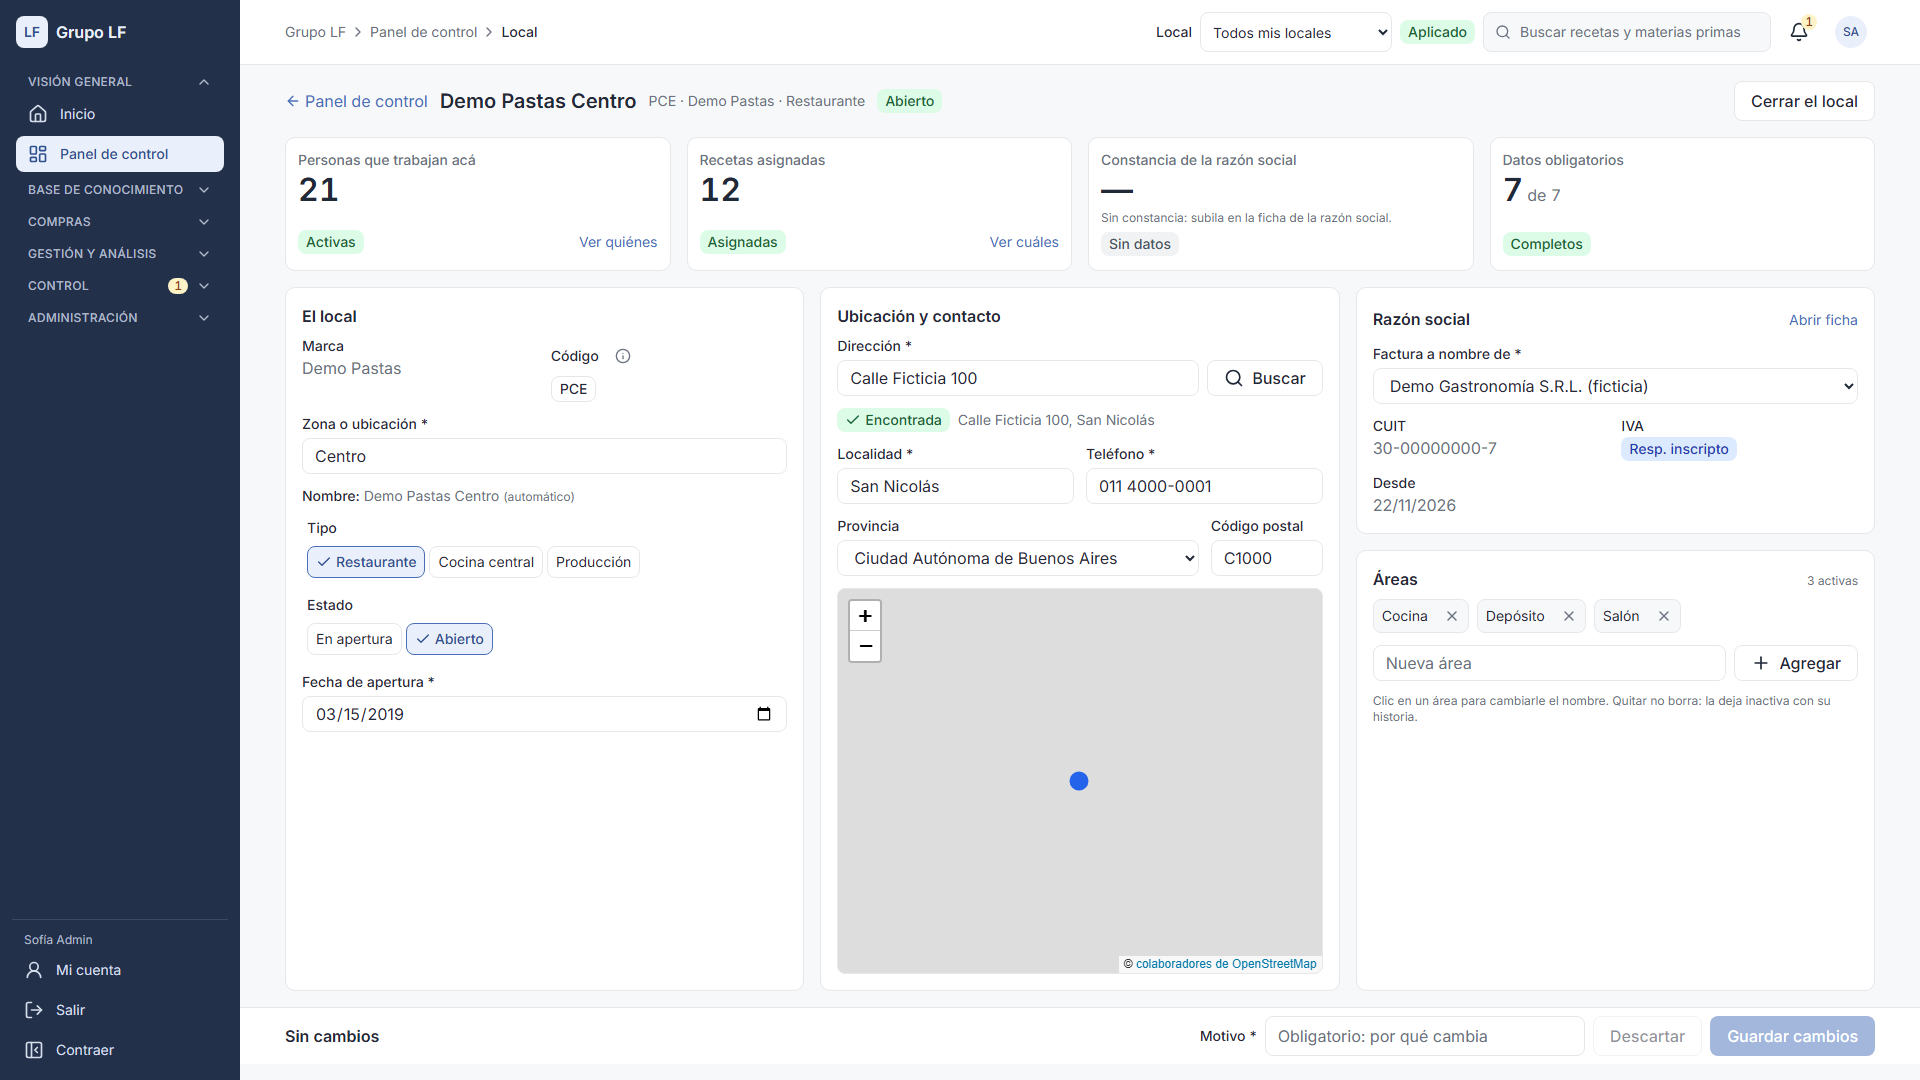 LF Grupo LF
VISIÓN GENERAL
Inicio
Panel de control
BASE DE CONOCIMIENTO
COMPRAS
GESTIÓN Y ANÁLISIS
CONTROL 1
ADMINISTRACIÓN
Sofía Admin
Mi cuenta
Salir
Contraer
Grupo LF > Panel de control > Local
Local Todos mis locales Aplicado Buscar recetas y materias primas 1 SA
← Panel de control Demo Pastas Centro PCE · Demo Pastas · Restaurante Abierto Cerrar el local
Personas que trabajan acá
21
Activas Ver quiénes
Recetas asignadas
12
Asignadas Ver cuáles
Constancia de la razón social
—
Sin constancia: subila en la ficha de la razón social.
Sin datos
Datos obligatorios
7 de 7
Completos
El local
Marca
Demo Pastas
Código
PCE
Zona o ubicación *
Centro
Nombre: Demo Pastas Centro (automático)
Tipo
Restaurante Cocina central Producción
Estado
En apertura Abierto
Fecha de apertura *
03/15/2019
Ubicación y contacto
Dirección *
Calle Ficticia 100 Buscar
Encontrada Calle Ficticia 100, San Nicolás
Localidad * Teléfono *
San Nicolás 011 4000-0001
Provincia Código postal
Ciudad Autónoma de Buenos Aires C1000
+
−
© colaboradores de OpenStreetMap
Razón social Abrir ficha
Factura a nombre de *
Demo Gastronomía S.R.L. (ficticia)
CUIT IVA
30-00000000-7 Resp. inscripto
Desde
22/11/2026
Áreas 3 activas
Cocina Depósito Salón
Nueva área + Agregar
Clic en un área para cambiarle el nombre. Quitar no borra: la deja inactiva con su
historia.
Sin cambios Motivo * Obligatorio: por qué cambia Descartar Guardar cambios